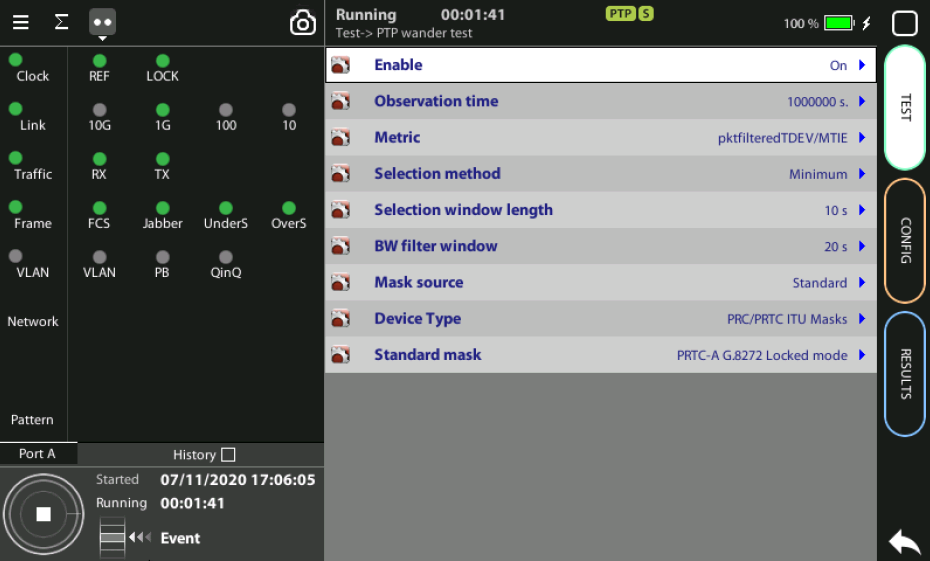 Σ
Running 00:01:41 PTP S 100 %
Test-> PTP wander test
Clock REF LOCK
Link 10G 1G 100 10
Traffic RX TX
Frame FCS Jabber UnderS OverS
VLAN VLAN PB QinQ
Network
Pattern
Port A History
Started 07/11/2020 17:06:05
Running 00:01:41
Event
Enable On
Observation time 1000000 s.
Metric pktfilteredTDEV/MTIE
Selection method Minimum
Selection window length 10 s
BW filter window 20 s
Mask source Standard
Device Type PRC/PRTC ITU Masks
Standard mask PRTC-A G.8272 Locked mode
TEST
CONFIG
RESULTS